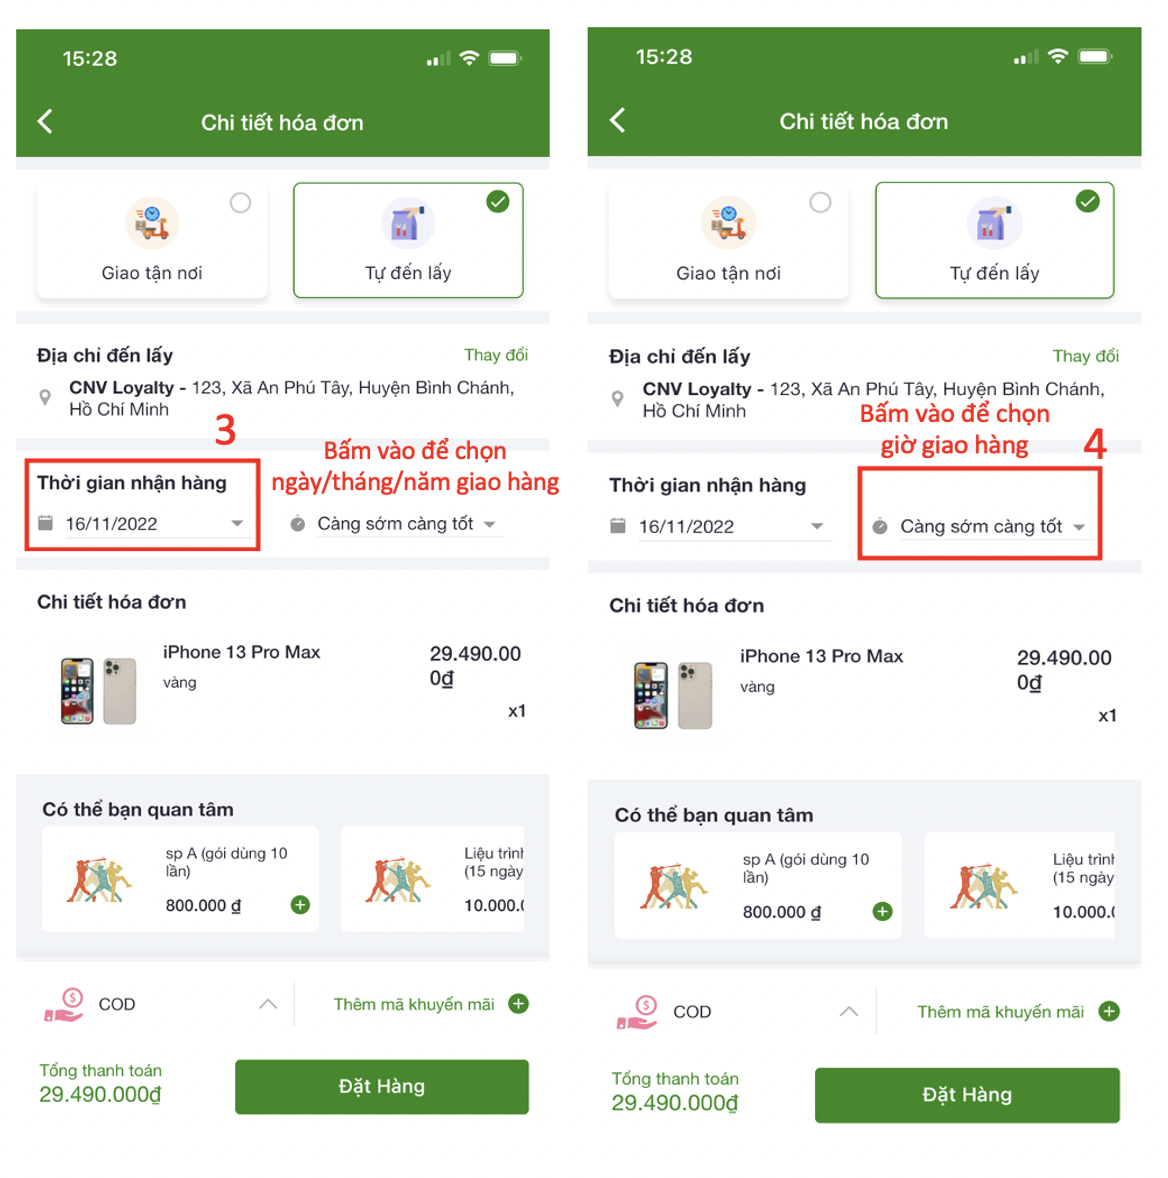 15:28
Chi tiết hóa đơn
Giao tận nơi
Tự đến lấy
Địa chỉ đến lấy
Thay đổi
CNV Loyalty - 123, Xã An Phú Tây, Huyện Bình Chánh,
Hồ Chí Minh
3
Bấm vào để chọn
ngày/tháng/năm giao hàng
Thời gian nhận hàng
16/11/2022
Càng sớm càng tốt
Chi tiết hóa đơn
iPhone 13 Pro Max
29.490.00
0₫
vàng
x1
Có thể bạn quan tâm
sp A (gói dùng 10
lần)
800.000 ₫
Liệu trình
(15 ngày
10.000.0
COD
Thêm mã khuyến mãi
Tổng thanh toán
29.490.000₫
Đặt Hàng
15:28
Chi tiết hóa đơn
Giao tận nơi
Tự đến lấy
Địa chỉ đến lấy
Thay đổi
CNV Loyalty - 123, Xã An Phú Tây, Huyện Bình Chánh,
Hồ Chí Minh
Bấm vào để chọn
giờ giao hàng
4
Thời gian nhận hàng
16/11/2022
Càng sớm càng tốt
Chi tiết hóa đơn
iPhone 13 Pro Max
29.490.00
0₫
vàng
x1
Có thể bạn quan tâm
sp A (gói dùng 10
lần)
800.000 ₫
Liệu trình
(15 ngày
10.000.0
COD
Thêm mã khuyến mãi
Tổng thanh toán
29.490.000₫
Đặt Hàng